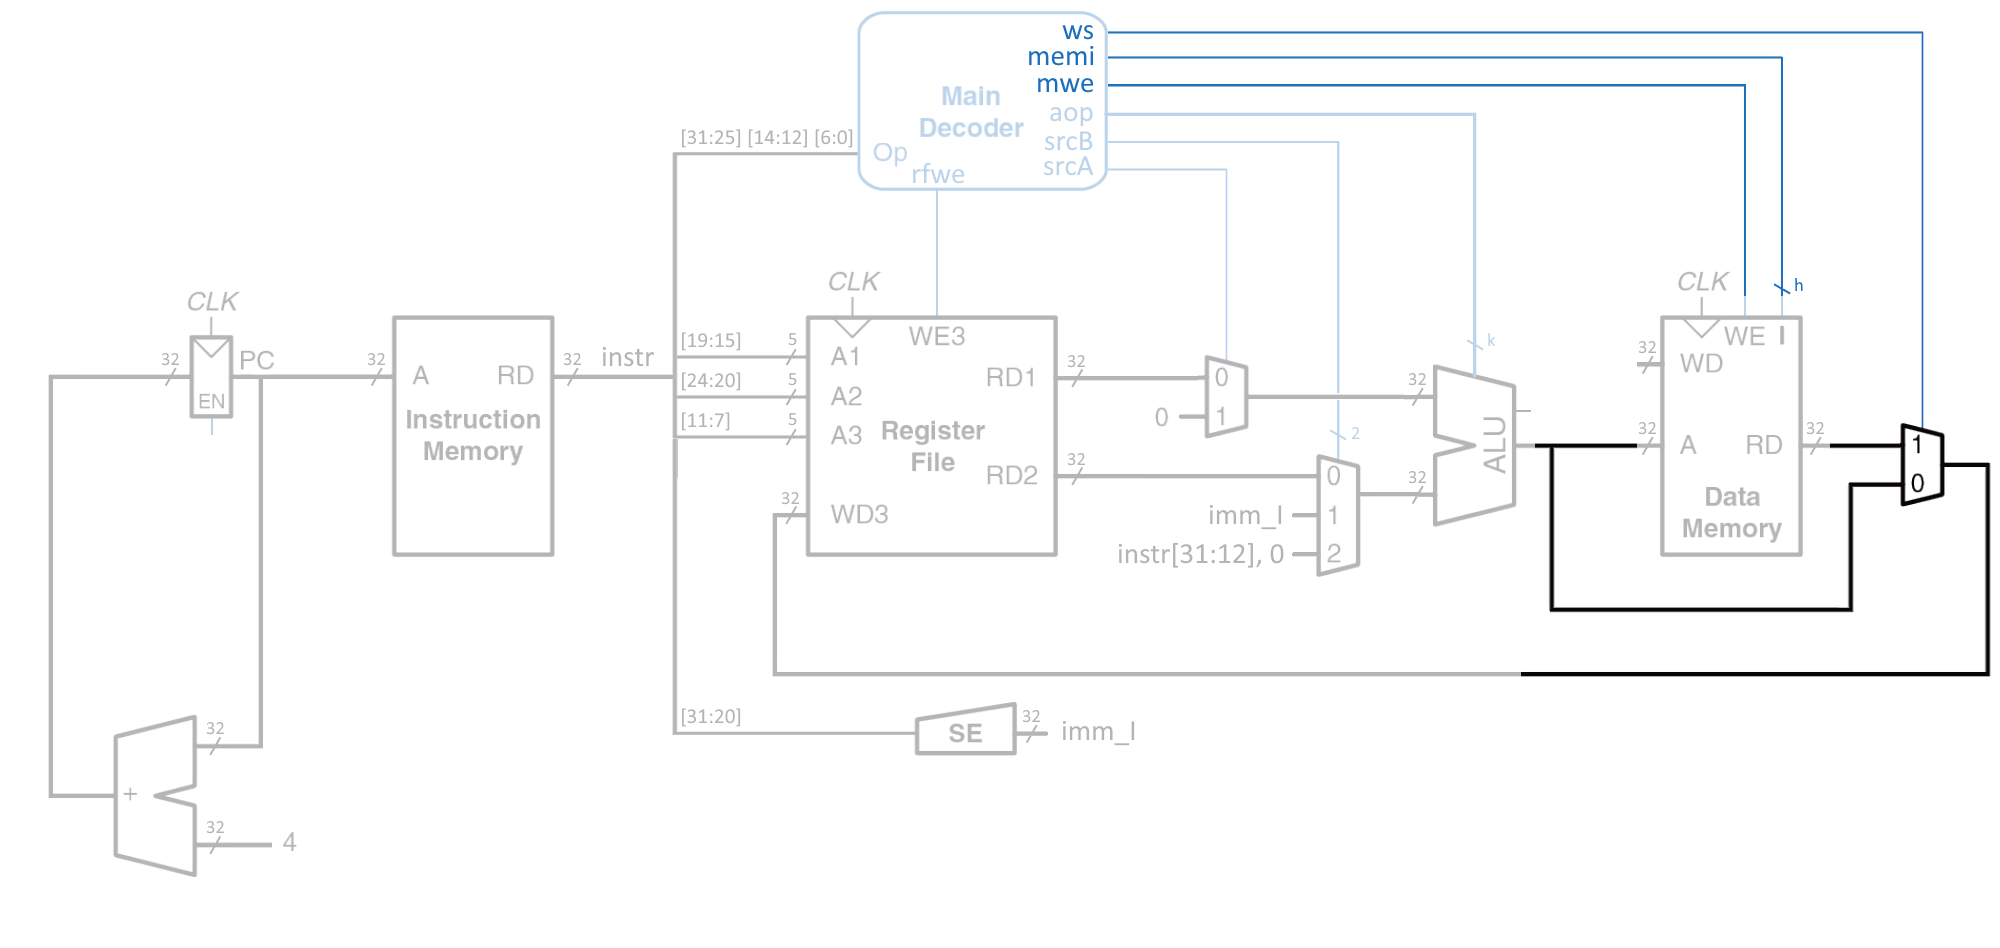 ws
memi
mwe
Main
Decoder
aop
srcB
srcA
Op
rfwe
[31:25] [14:12] [6:0]
CLK
CLK
CLK
h
32
PC
EN
32
A
RD
Instruction
Memory
32
instr
[19:15]
5
A1
[24:20]
5
A2
[11:7]
5
A3
WE3
RD1
Register
File
RD2
32
WD3
32
32
0
1
0
0
1
2
2
imm_I
instr[31:12], 0
k
32
32
ALU
WE I
32
WD
32
A
RD
Data
Memory
32
1
0
[31:20]
SE
32
imm_I
32
+
32
4